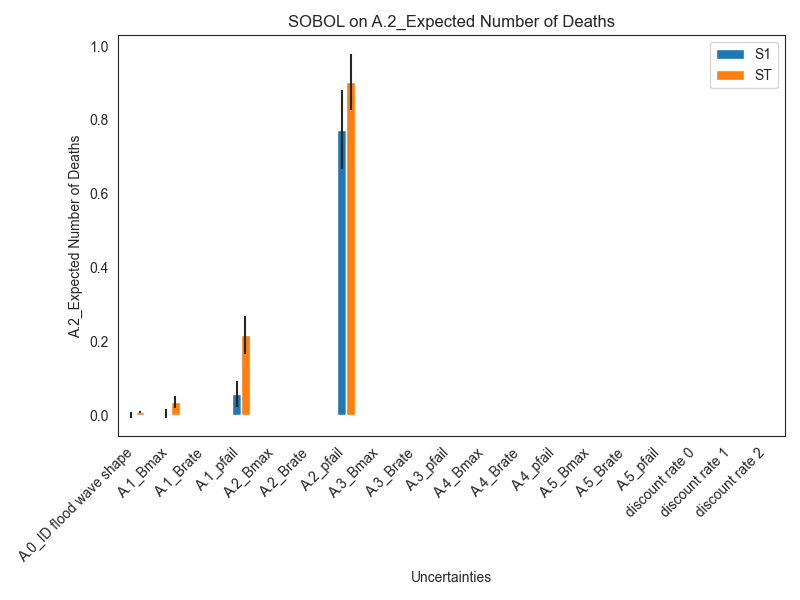 SOBOL on A.2_Expected Number of Deaths
S1
ST
A.2_Expected Number of Deaths
1.0
0.8
0.6
0.4
0.2
0.0
A.0_ID flood wave shape
A.1_Bmax
A.1_Brate
A.1_pfail
A.2_Bmax
A.2_Brate
A.2_pfail
A.3_Bmax
A.3_Brate
A.3_pfail
A.4_Bmax
A.4_Brate
A.4_pfail
A.5_Bmax
A.5_Brate
A.5_pfail
discount rate 0
discount rate 1
discount rate 2
Uncertainties